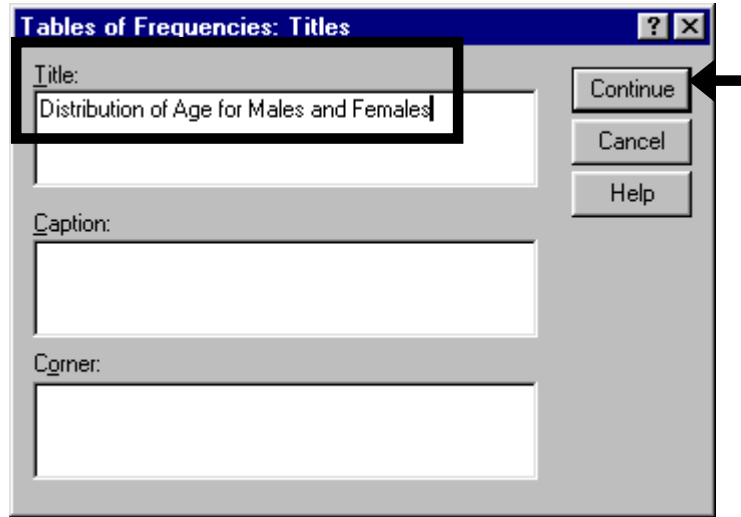 Tables of Frequencies: Titles
Title:
Distribution of Age for Males and Females
Continue
Cancel
Help
Caption:
Corner: